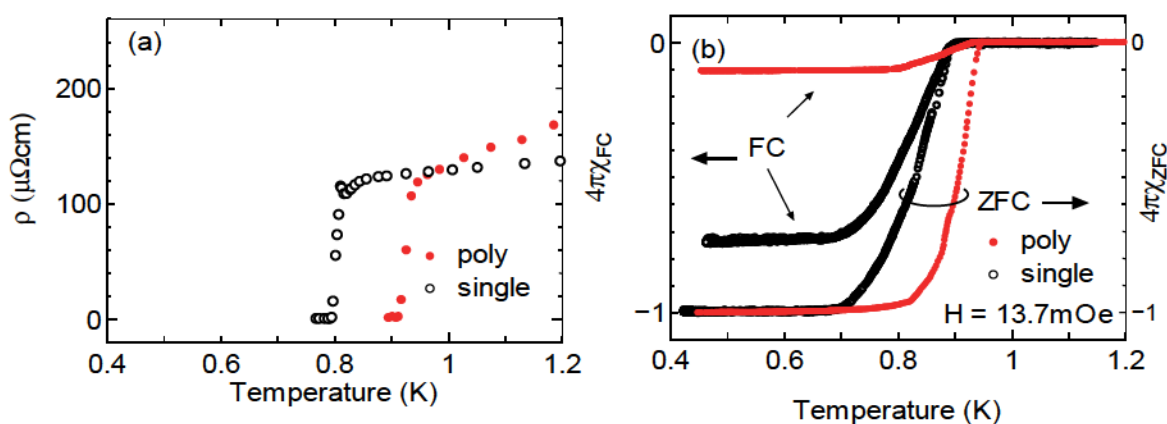 (a)
200
100
0
ρ (μΩcm)
poly
single
0.4
0.6
0.8
1
1.2
Temperature (K)
(b)
0
−1
4πχFC
FC
ZFC
poly
single
H = 13.7mOe
0
−1
4πχZFC
0.4
0.6
0.8
1
1.2
Temperature (K)